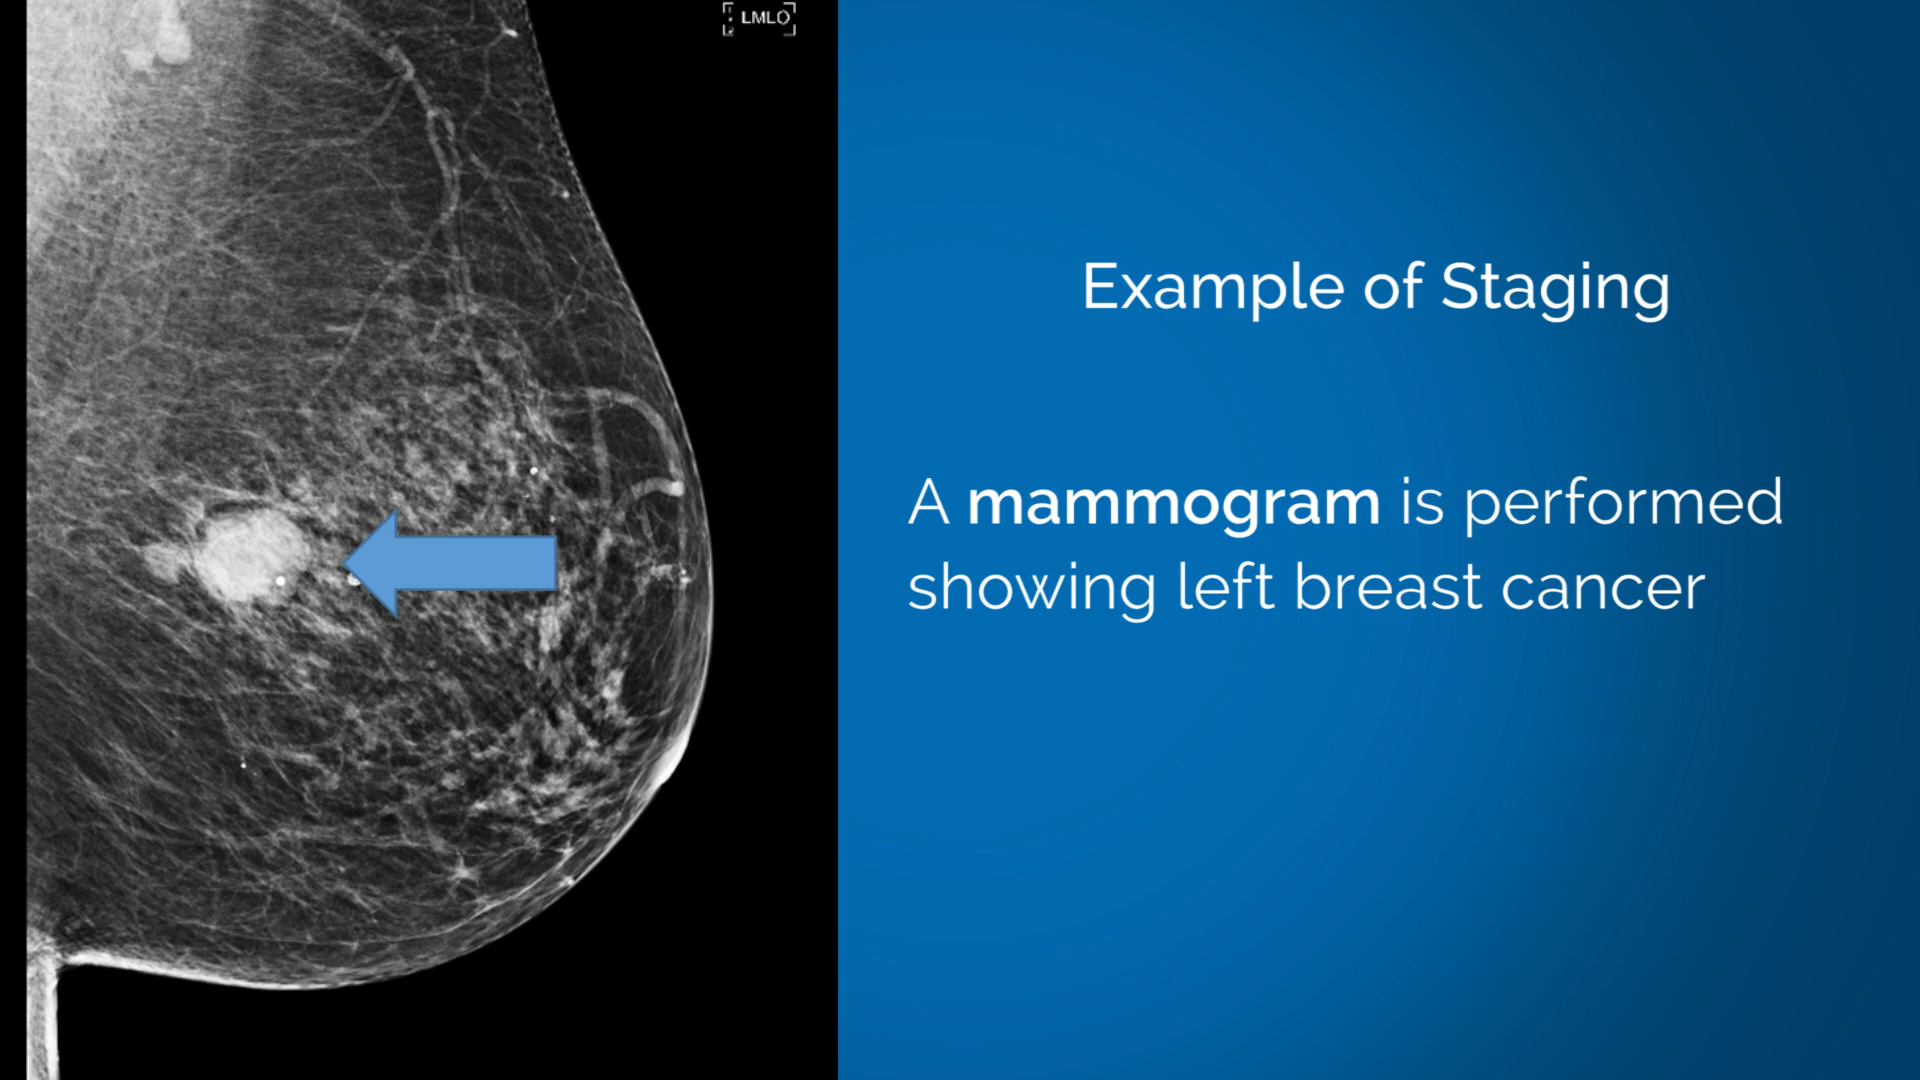 LMLO
Example of Staging
A mammogram is performed
showing left breast cancer